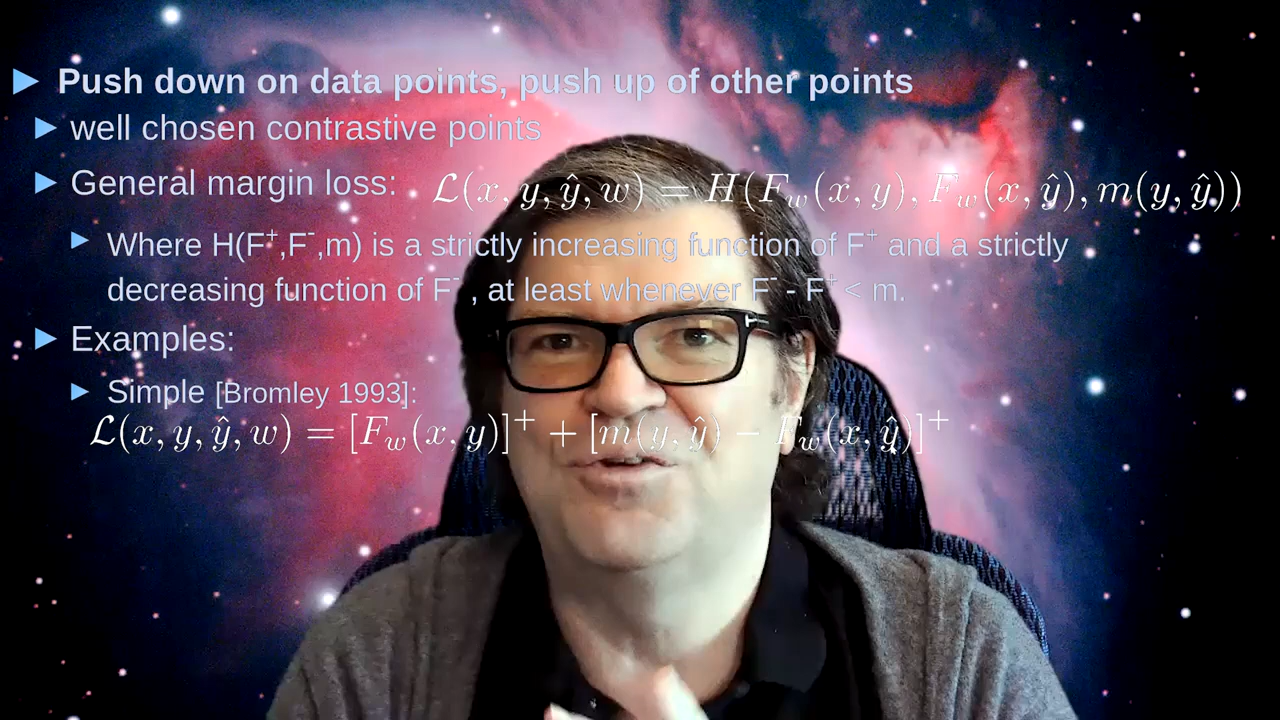 Push down on data points, push up of other points
well chosen contrastive points
General margin loss: ℒ(x, y, ŷ, w) = H(F_w(x, y), F_w(x, ŷ), m(y, ŷ))
Where H(F⁺,F⁻,m) is a strictly increasing function of F⁺ and a strictly
decreasing function of F⁻ , at least whenever F⁻ - F⁺ < m.
Examples:
Simple [Bromley 1993]:
ℒ(x, y, ŷ, w) = [F_w(x, y)]⁺ + [m(y, ŷ) − F_w(x, ŷ)]⁺